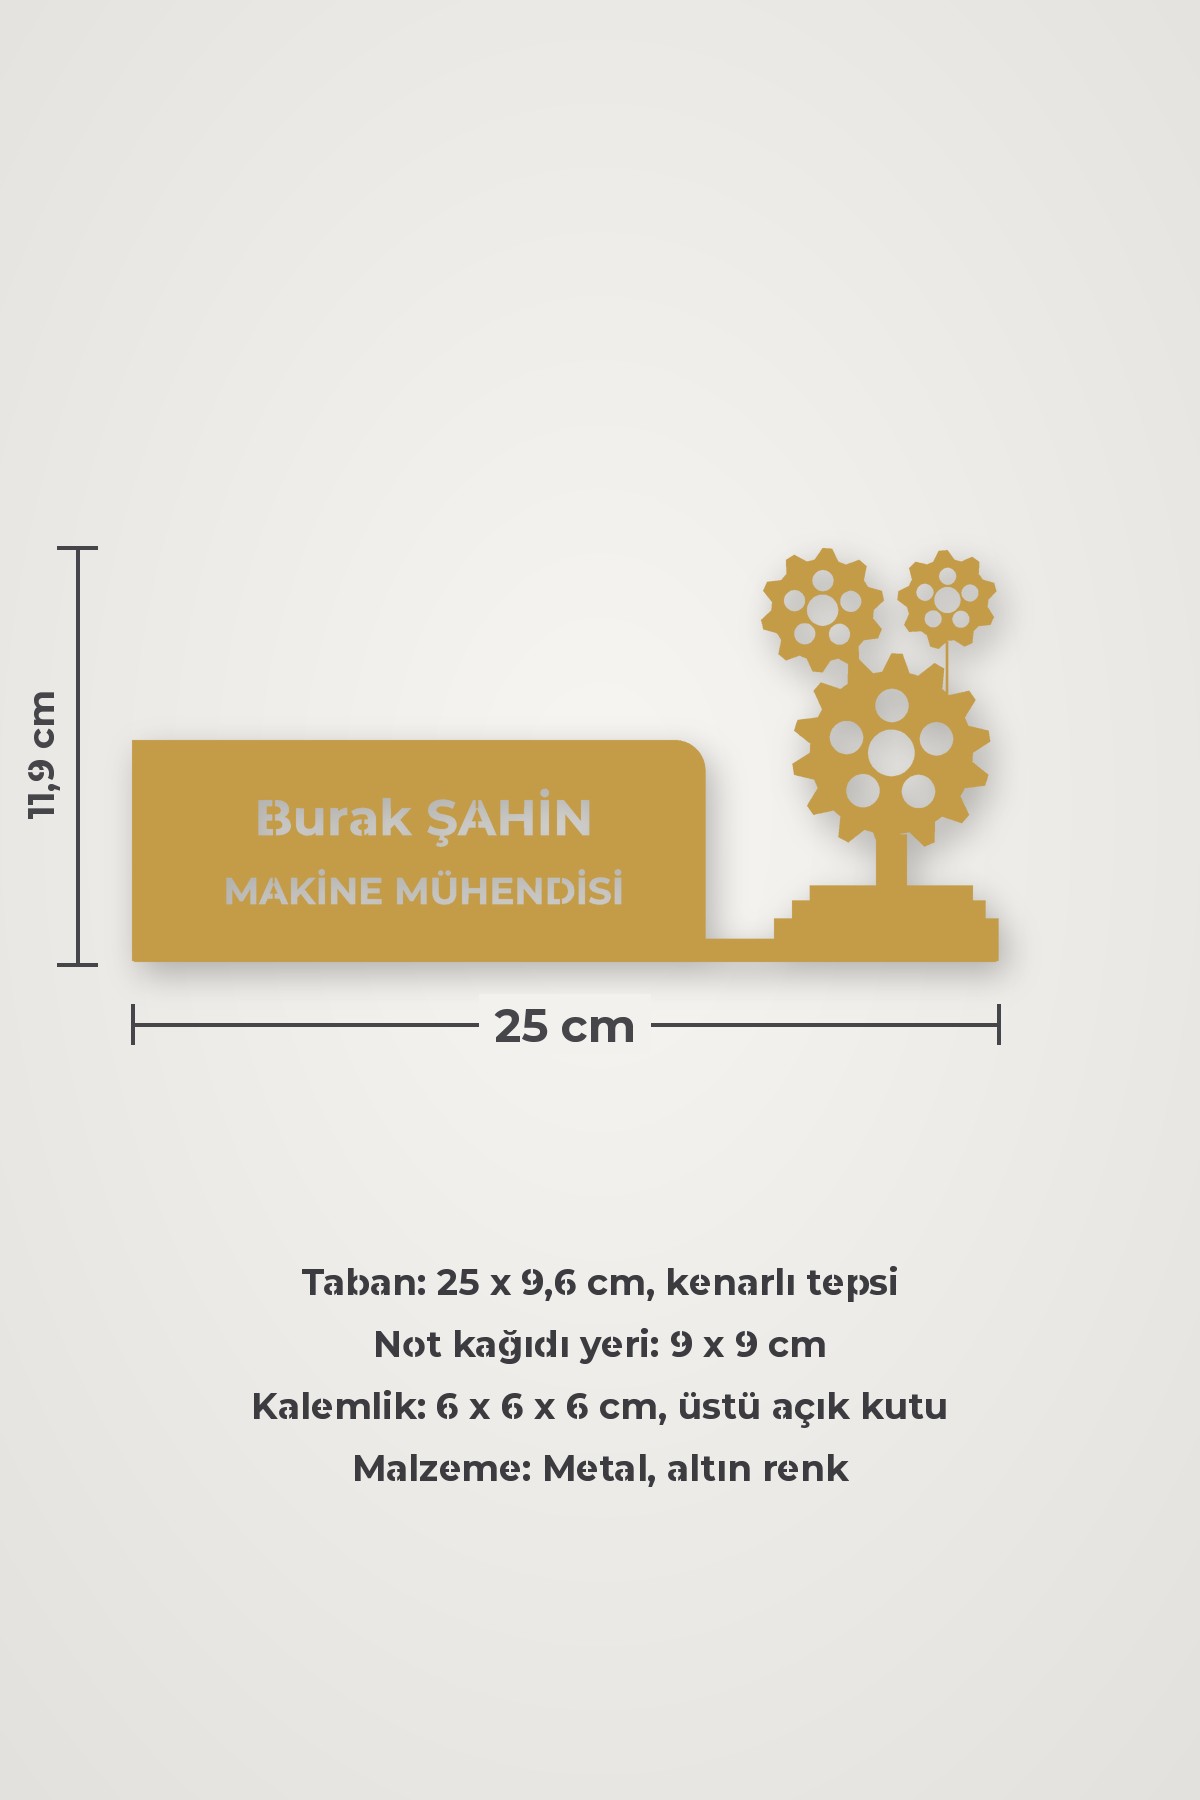 11,9 cm
Burak ŞAHİN
MAKİNE MÜHENDİSİ
25 cm
Taban: 25 x 9,6 cm, kenarlı tepsi
Not kağıdı yeri: 9 x 9 cm
Kalemlik: 6 x 6 x 6 cm, üstü açık kutu
Malzeme: Metal, altın renk